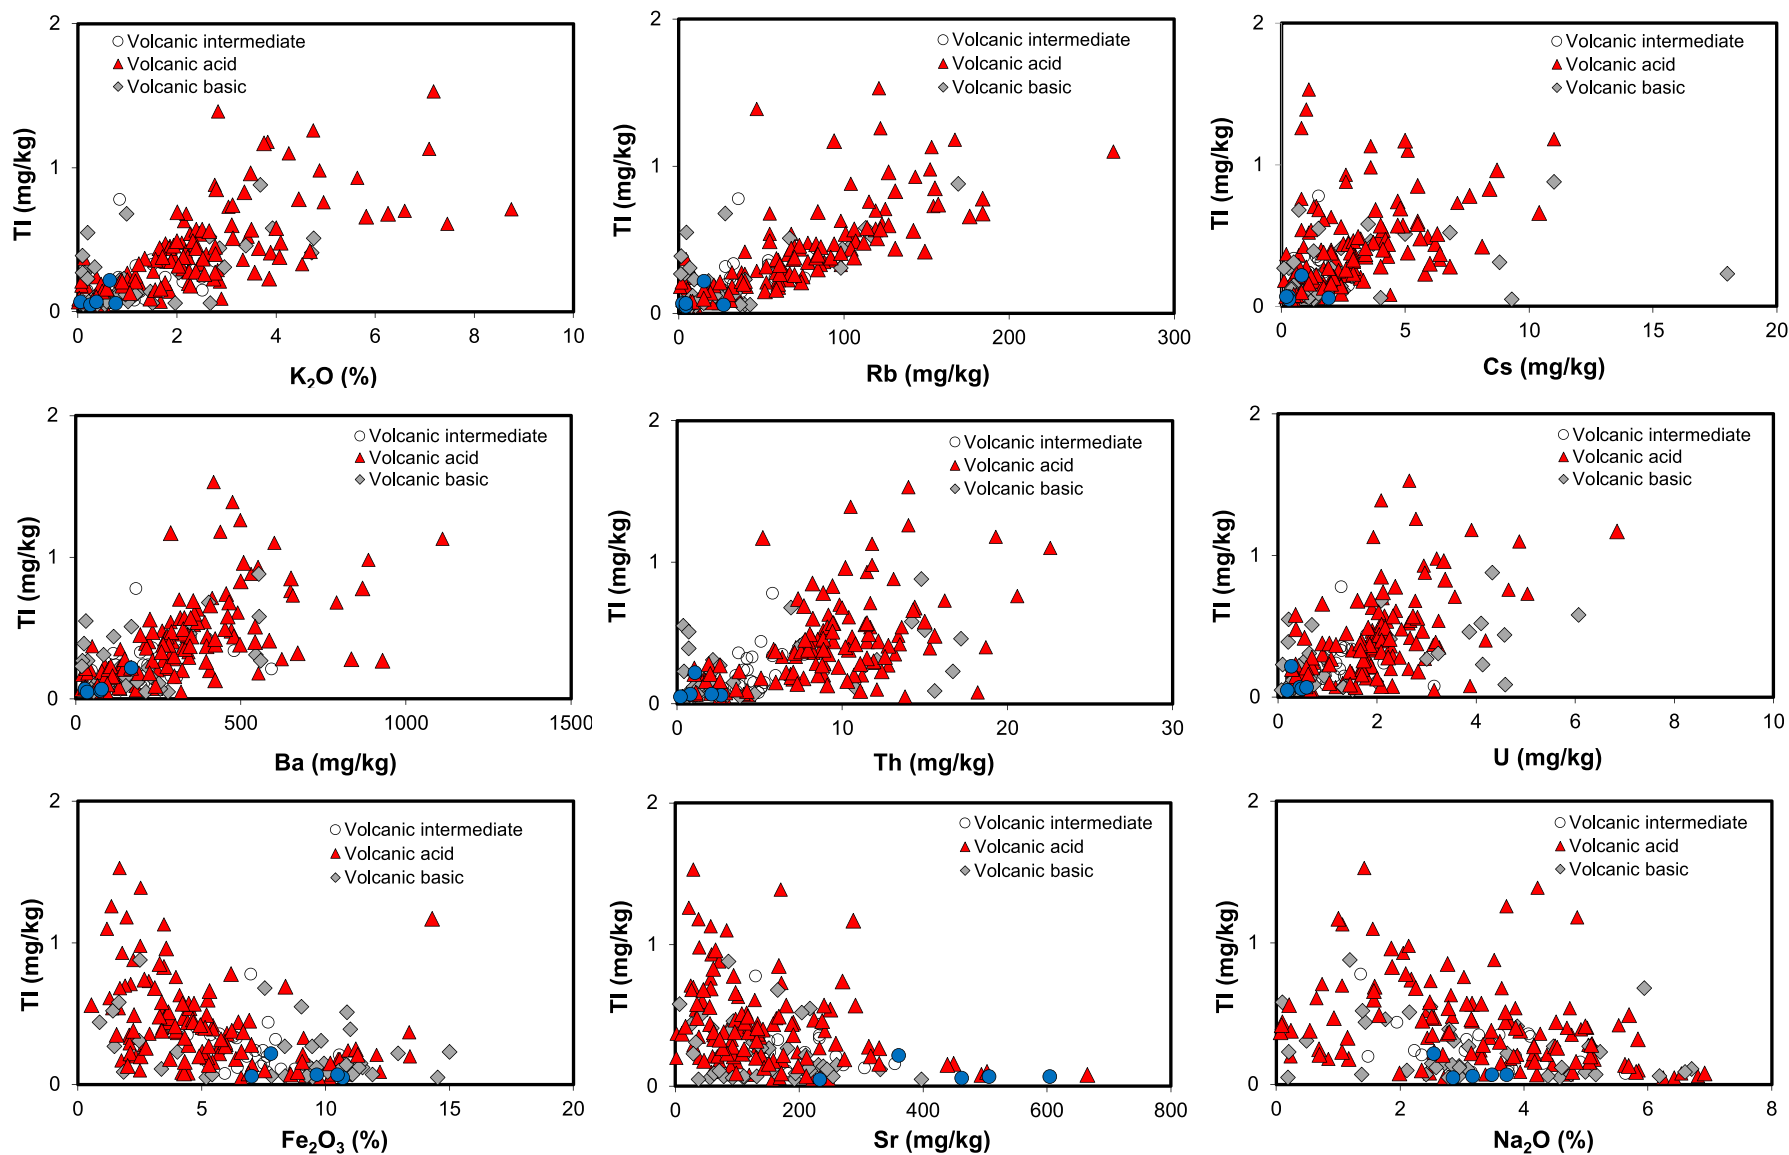 2
1
0
0 2 4 6 8 10
Tl (mg/kg)
K₂O (%)
Volcanic intermediate
Volcanic acid
Volcanic basic
2
1
0
0 100 200 300
Tl (mg/kg)
Rb (mg/kg)
Volcanic intermediate
Volcanic acid
Volcanic basic
2
1
0
0 5 10 15 20
Tl (mg/kg)
Cs (mg/kg)
Volcanic intermediate
Volcanic acid
Volcanic basic
2
1
0
0 500 1000 1500
Tl (mg/kg)
Ba (mg/kg)
Volcanic intermediate
Volcanic acid
Volcanic basic
2
1
0
0 10 20 30
Tl (mg/kg)
Th (mg/kg)
Volcanic intermediate
Volcanic acid
Volcanic basic
2
1
0
0 2 4 6 8 10
Tl (mg/kg)
U (mg/kg)
Volcanic intermediate
Volcanic acid
Volcanic basic
2
1
0
0 5 10 15 20
Tl (mg/kg)
Fe₂O₃ (%)
Volcanic intermediate
Volcanic acid
Volcanic basic
2
1
0
0 200 400 600 800
Tl (mg/kg)
Sr (mg/kg)
Volcanic intermediate
Volcanic acid
Volcanic basic
2
1
0
0 2 4 6 8
Tl (mg/kg)
Na₂O (%)
Volcanic intermediate
Volcanic acid
Volcanic basic